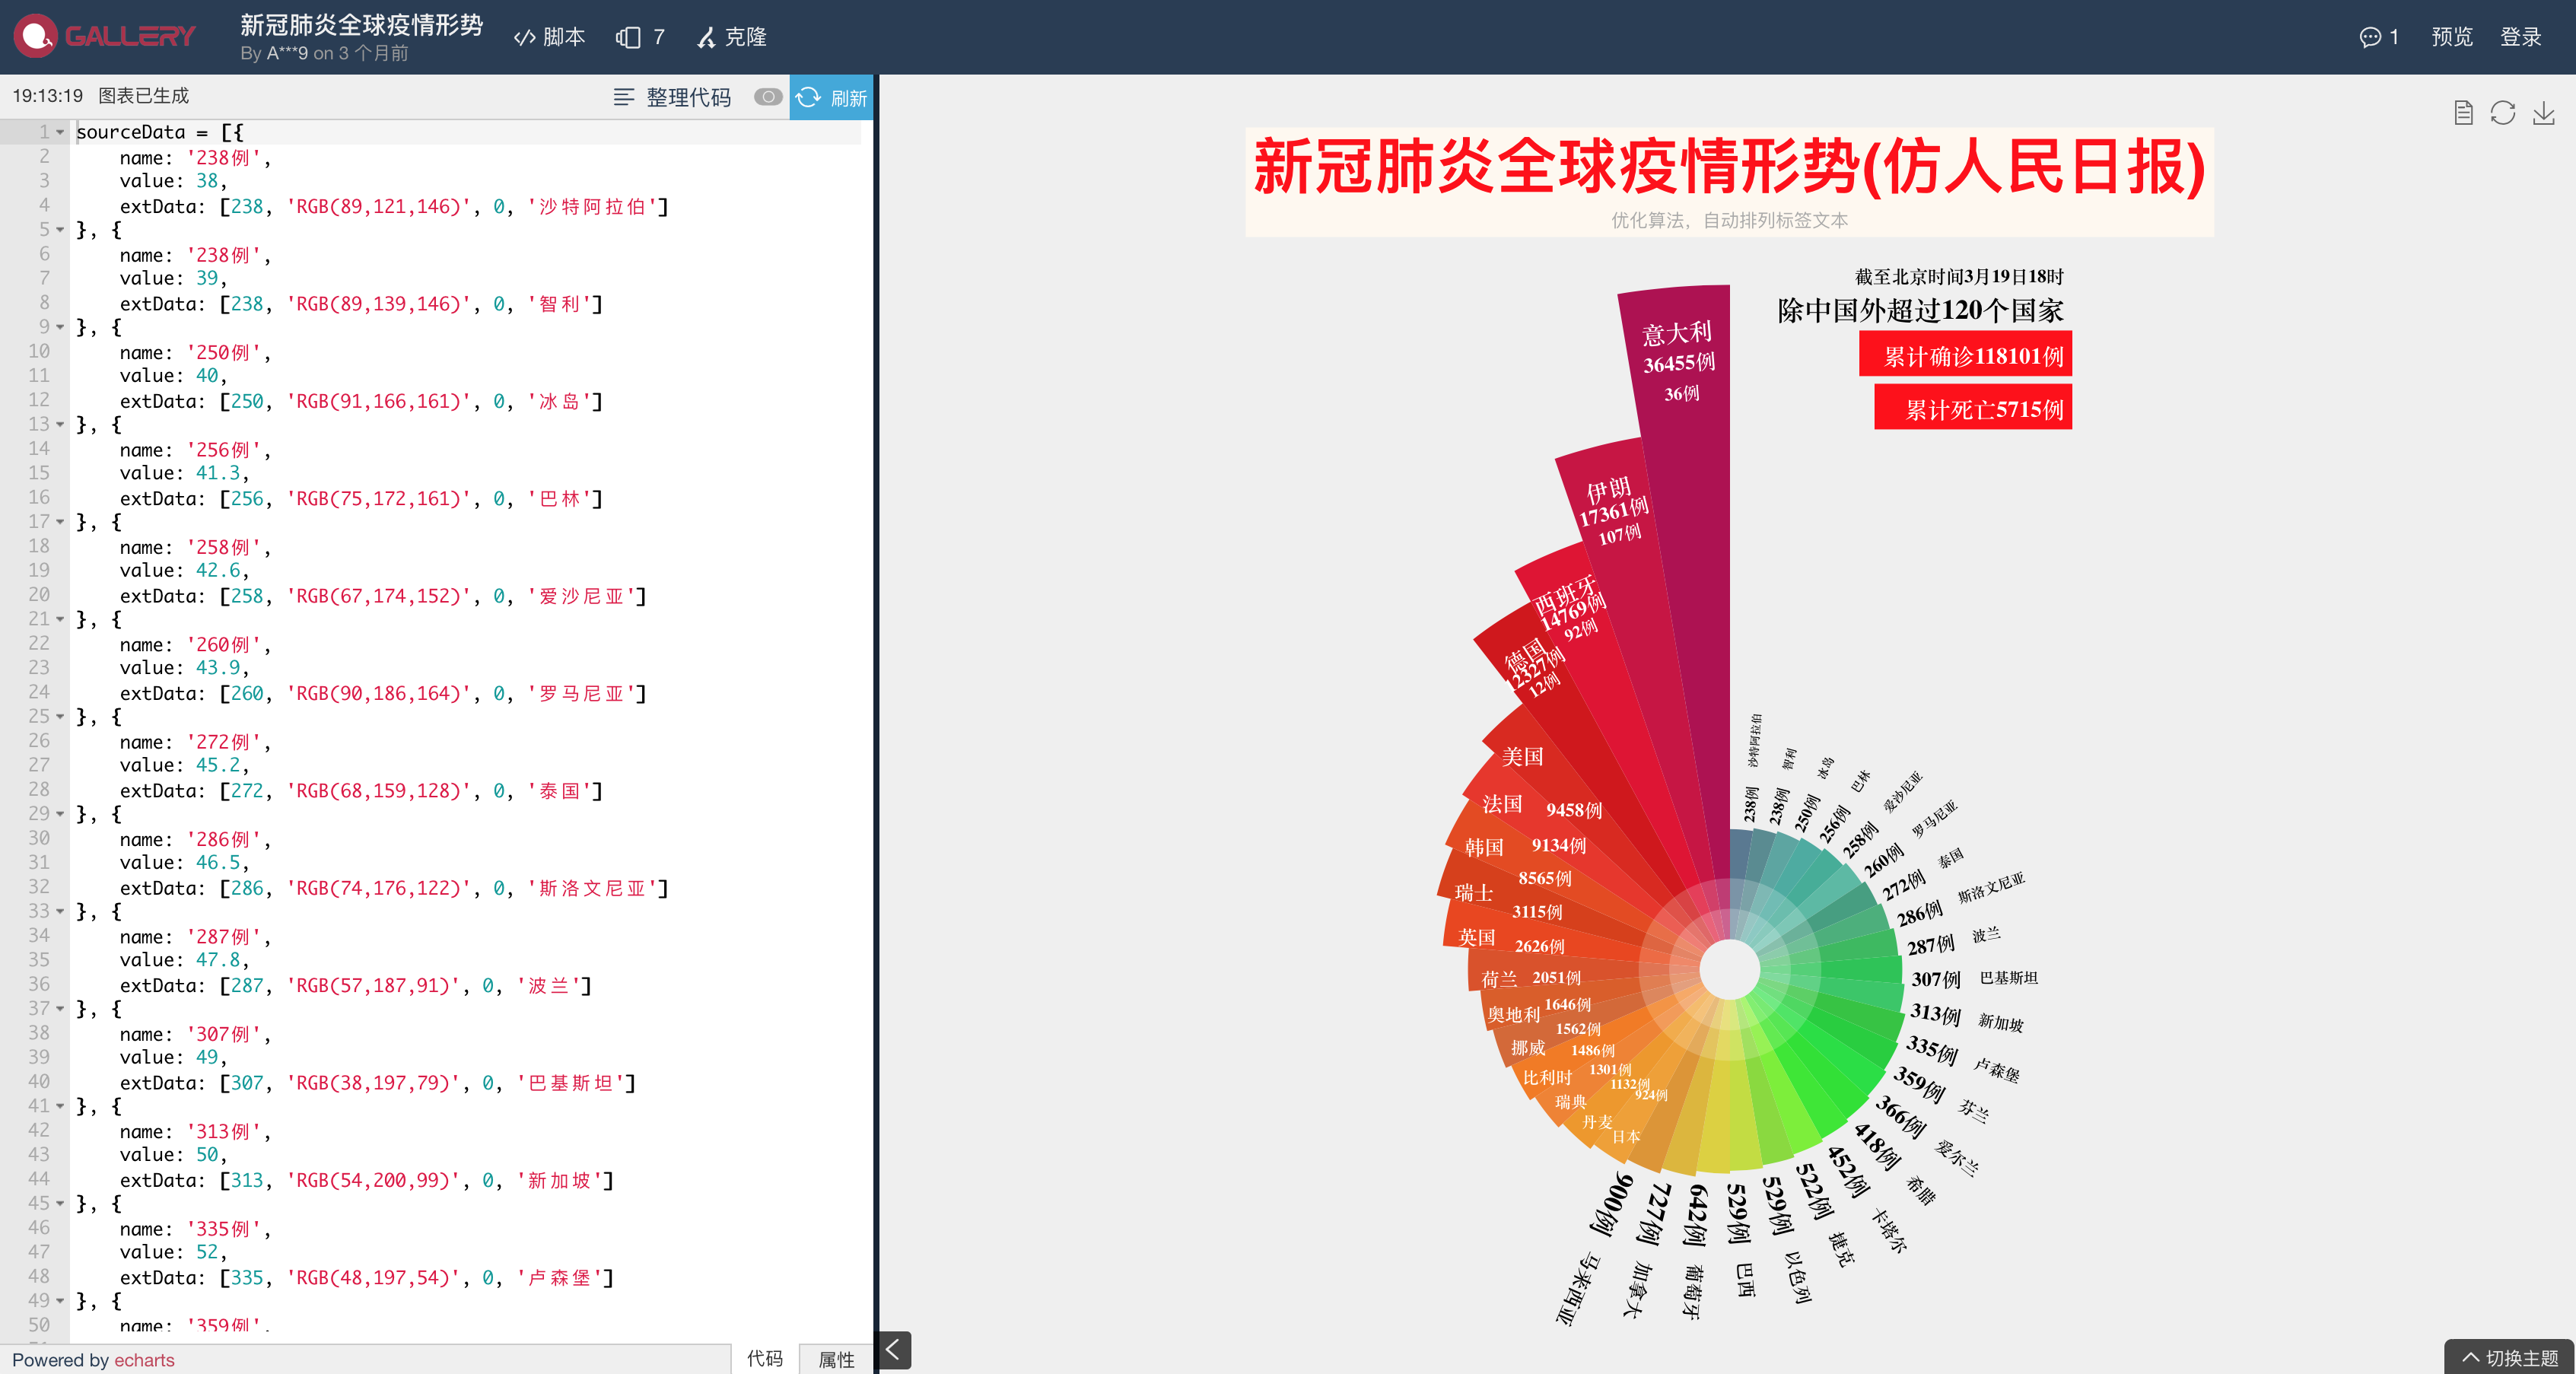 GALLERY
新冠肺炎全球疫情形势
By A***9 on 3 个月前
</> 脚本
7
克隆
1
预览
登录
19:13:19 图表已生成
整理代码
刷新
1 sourceData = [{
2 name: '238例',
3 value: 38,
4 extData: [238, 'RGB(89,121,146)', 0, '沙特阿拉伯']
5 }, {
6 name: '238例',
7 value: 39,
8 extData: [238, 'RGB(89,139,146)', 0, '智利']
9 }, {
10 name: '250例',
11 value: 40,
12 extData: [250, 'RGB(91,166,161)', 0, '冰岛']
13 }, {
14 name: '256例',
15 value: 41.3,
16 extData: [256, 'RGB(75,172,161)', 0, '巴林']
17 }, {
18 name: '258例',
19 value: 42.6,
20 extData: [258, 'RGB(67,174,152)', 0, '爱沙尼亚']
21 }, {
22 name: '260例',
23 value: 43.9,
24 extData: [260, 'RGB(90,186,164)', 0, '罗马尼亚']
25 }, {
26 name: '272例',
27 value: 45.2,
28 extData: [272, 'RGB(68,159,128)', 0, '泰国']
29 }, {
30 name: '286例',
31 value: 46.5,
32 extData: [286, 'RGB(74,176,122)', 0, '斯洛文尼亚']
33 }, {
34 name: '287例',
35 value: 47.8,
36 extData: [287, 'RGB(57,187,91)', 0, '波兰']
37 }, {
38 name: '307例',
39 value: 49,
40 extData: [307, 'RGB(38,197,79)', 0, '巴基斯坦']
41 }, {
42 name: '313例',
43 value: 50,
44 extData: [313, 'RGB(54,200,99)', 0, '新加坡']
45 }, {
46 name: '335例',
47 value: 52,
48 extData: [335, 'RGB(48,197,54)', 0, '卢森堡']
49 }, {
50 name: '359例',
Powered by echarts
代码
属性
新冠肺炎全球疫情形势(仿人民日报)
优化算法，自动排列标签文本
截至北京时间3月19日18时
除中国外超过120个国家
累计确诊118101例
累计死亡5715例
意大利
36455例
36例
伊朗
17361例
107例
西班牙
14769例
92例
德国
12327例
12例
美国
9458例
法国
9134例
韩国
8565例
瑞士
3115例
英国
2626例
荷兰
2051例
奥地利
1646例
挪威
1562例
比利时
1486例
瑞典
1301例
丹麦
1132例
日本
924例
沙特阿拉伯
238例
智利
238例
冰岛
250例
巴林
256例
爱沙尼亚
258例
罗马尼亚
260例
泰国
272例
斯洛文尼亚
286例
波兰
287例
巴基斯坦
307例
新加坡
313例
卢森堡
335例
芬兰
359例
爱尔兰
366例
希腊
418例
卡塔尔
452例
捷克
522例
以色列
529例
巴西
529例
葡萄牙
642例
加拿大
727例
马来西亚
900例
切换主题